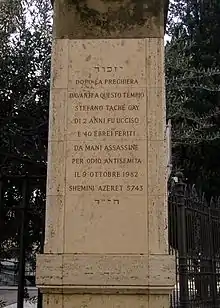 יזכור
DOPO LA PREGHIERA
DAVANTI A QUESTO TEMPIO
STEFANO TACHÈ GAY
DI 2 ANNI FU UCCISO
E 40 EBREI FERITI
DA MANI ASSASSINE
PER ODIO ANTISEMITA
IL 9 OTTOBRE 1982
SHEMINI AZERET 5743
הי״ד